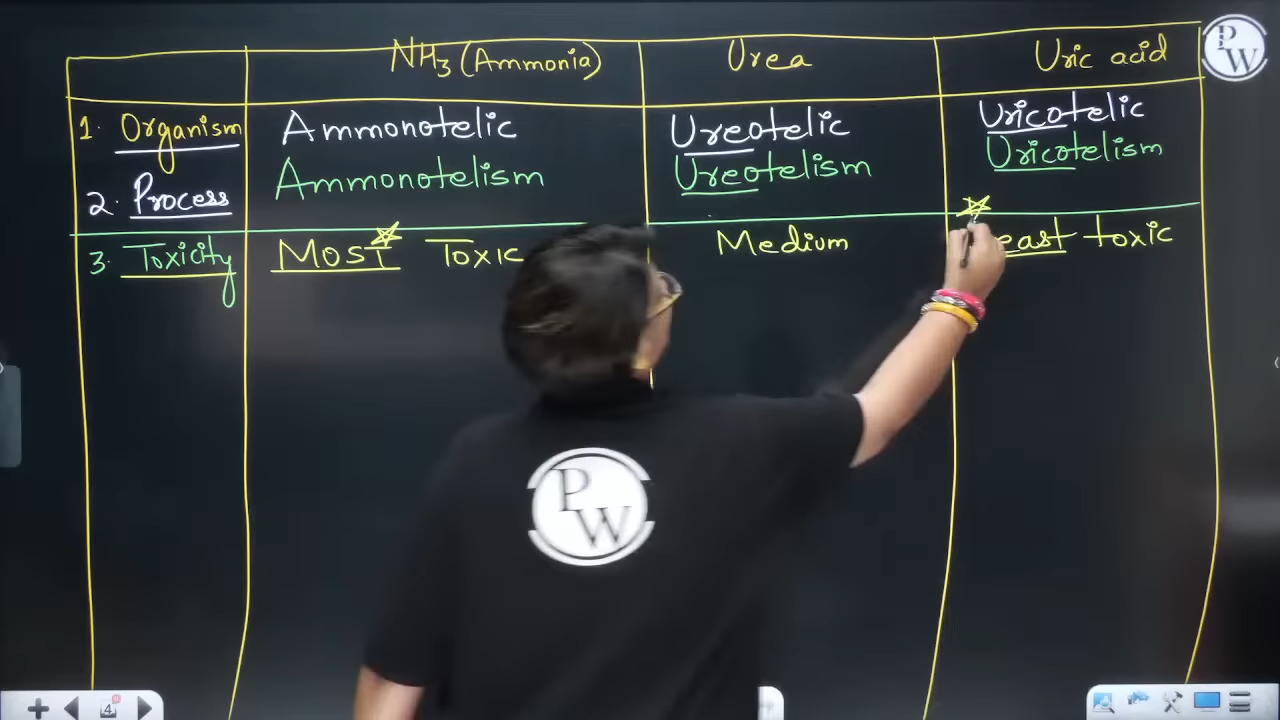 NH3 (Ammonia) Urea Uric acid
1. Organism Ammonotelic Ureotelic Uricotelic
2. Process Ammonotelism Ureotelism Uricotelism
3. Toxicity Most Toxic Medium toxic
PW
PW
4